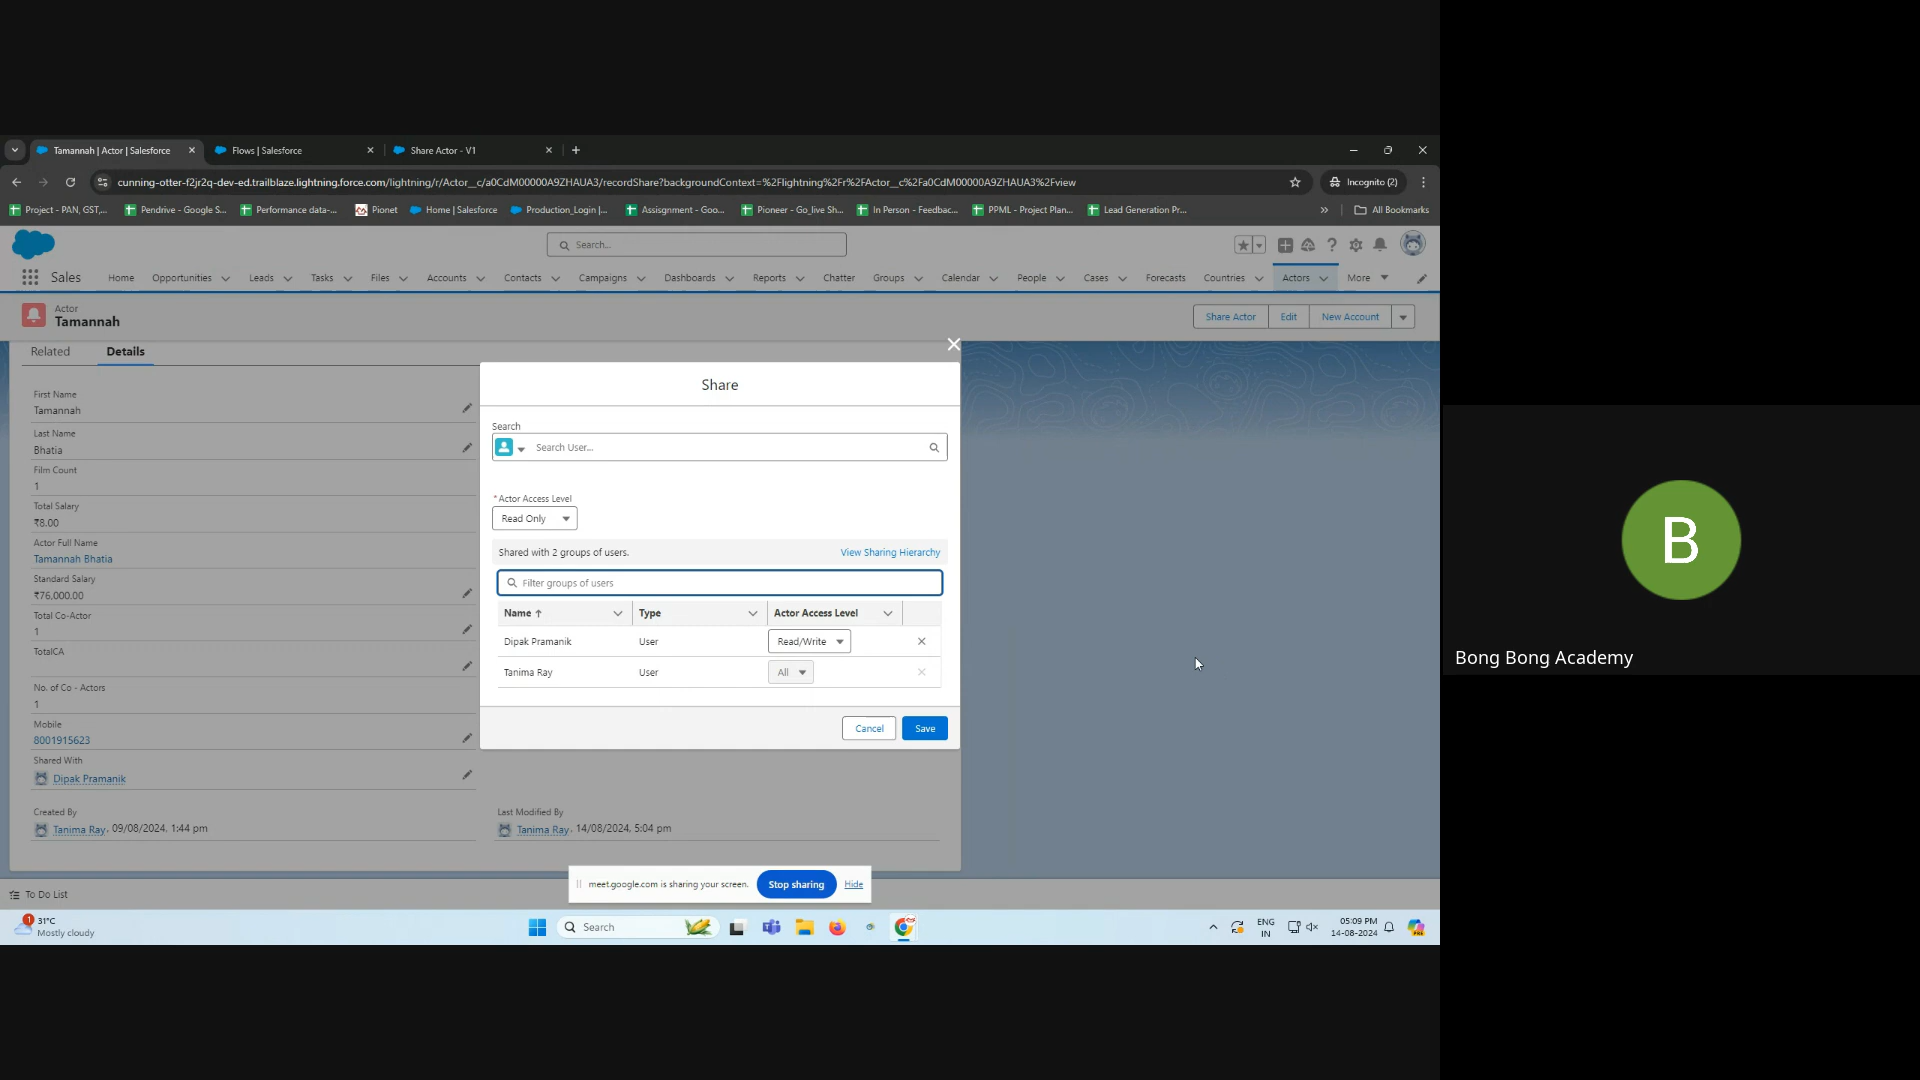 Tamannah | Actor | Salesforce
Flows | Salesforce
Share Actor - V1
cunning-otter-f2jr2q-dev-ed.trailblaze.lightning.force.com/lightning/r/Actor__c/a0CdM00000A9ZHAUA3/recordShare?backgroundContext=%2Flightning%2Fr%2FActor__c%2Fa0CdM00000A9ZHAUA3%2Fview
Incognito (2)
Project - PAN, GST,...
Pendrive - Google S...
Performance data-...
Pionet
Home | Salesforce
Production_Login |...
Assisgnment - Goo...
Pioneer - Go_live Sh...
In Person - Feedbac...
PPML - Project Plan...
Lead Generation Pr...
»
All Bookmarks
Search...
Sales
Home
Opportunities
Leads
Tasks
Files
Accounts
Contacts
Campaigns
Dashboards
Reports
Chatter
Groups
Calendar
People
Cases
Forecasts
Countries
Actors
More
Actor
Tamannah
Share Actor
Edit
New Account
Related
Details
First Name
Tamannah
Last Name
Bhatia
Film Count
1
Total Salary
₹8.00
Actor Full Name
Tamannah Bhatia
Standard Salary
₹76,000.00
Total Co-Actor
1
TotalCA
No. of Co - Actors
1
Mobile
8001915623
Shared With
Dipak Pramanik
Created By
Tanima Ray, 09/08/2024, 1:44 pm
Last Modified By
Tanima Ray, 14/08/2024, 5:04 pm
Share
Search
Search User...
* Actor Access Level
Read Only
Shared with 2 groups of users.
View Sharing Hierarchy
Filter groups of users
Name ↑
Type
Actor Access Level
Dipak Pramanik
User
Read/Write
Tanima Ray
User
All
Cancel
Save
meet.google.com is sharing your screen.
Stop sharing
Hide
To Do List
1
31°C
Mostly cloudy
Search
ENG
IN
05:09 PM
14-08-2024
B
Bong Bong Academy